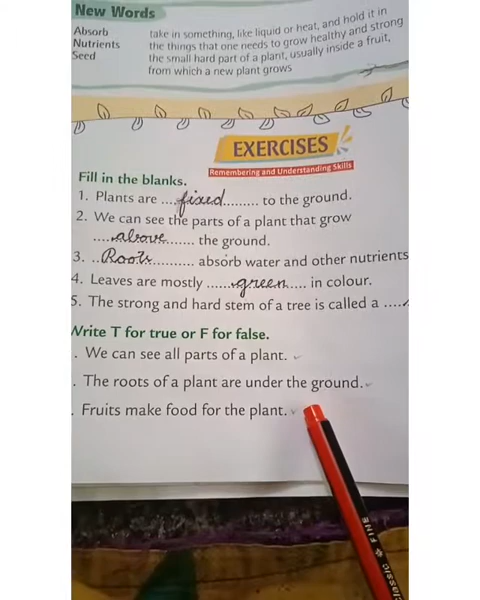 New Words
Absorb take in something, like liquid or heat, and hold it in
Nutrients the things that one needs to grow healthy and strong
Seed the small hard part of a plant, usually inside a fruit,
from which a new plant grows
EXERCISES
Remembering and Understanding Skills
Fill in the blanks.
1. Plants are ....fixed......... to the ground.
2. We can see the parts of a plant that grow
....above....... the ground.
3. ..Roots.......... absorb water and other nutrients
4. Leaves are mostly ......green.... in colour.
5. The strong and hard stem of a tree is called a ....
Write T for true or F for false.
. We can see all parts of a plant.
. The roots of a plant are under the ground.
. Fruits make food for the plant.
classic FINE